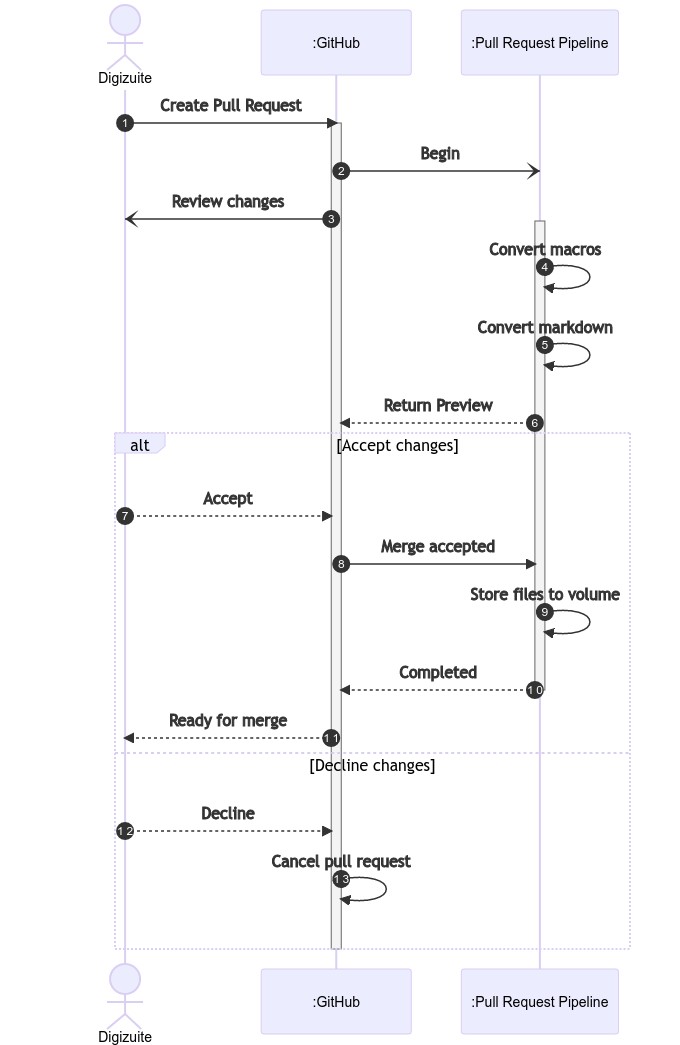 Digizuite
:GitHub
:Pull Request Pipeline
Create Pull Request
1
Begin
2
Review changes
3
Convert macros
4
Convert markdown
5
Return Preview
6
alt
[Accept changes]
Accept
7
Merge accepted
8
Store files to volume
9
Completed
10
Ready for merge
11
[Decline changes]
Decline
12
Cancel pull request
13
Digizuite
:GitHub
:Pull Request Pipeline